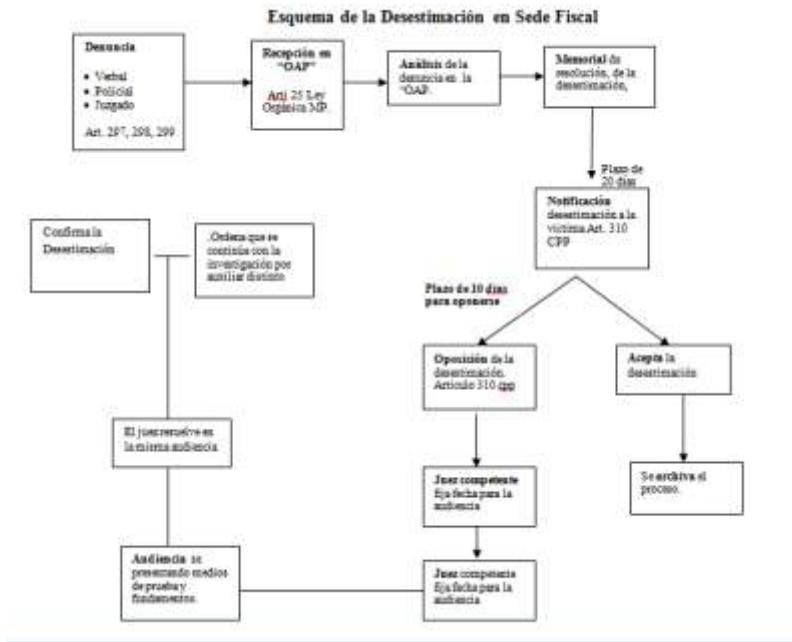 Esquema de la Desestimación en Sede Fiscal
Denuncia
• Verbal
• Policial
• Juzgado
Art. 297, 298, 299
Recepción en
“OAP”
Artj. 25 Ley
Orgánica MP.
Análisis de la
denuncia en la
“OAP.
Memorial de
resolución, de la
desestimación,
Plazo de
20 días
Notificación
desestimación a la
victima Art. 310
CPP
Plazo de 10 días
para oponerse
Oposición de la
desestimación.
Articulo 310 cpp
Acepta la
desestimación
Juez competente
Fija fecha para la
audiencia
Se archiva el
proceso.
Juez competente
Fija fecha para la
audiencia
Audiencia se
presentando medios
de prueba y
fundamentos.
El juez resuelve en
la misma audiencia
Confirma la
Desestimación
.Ordena que se
continúe con la
investigación por
auxiliar distinto